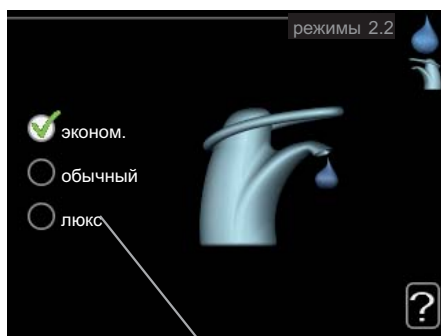 режимы 2.2
эконом.
обычный
люкс
?